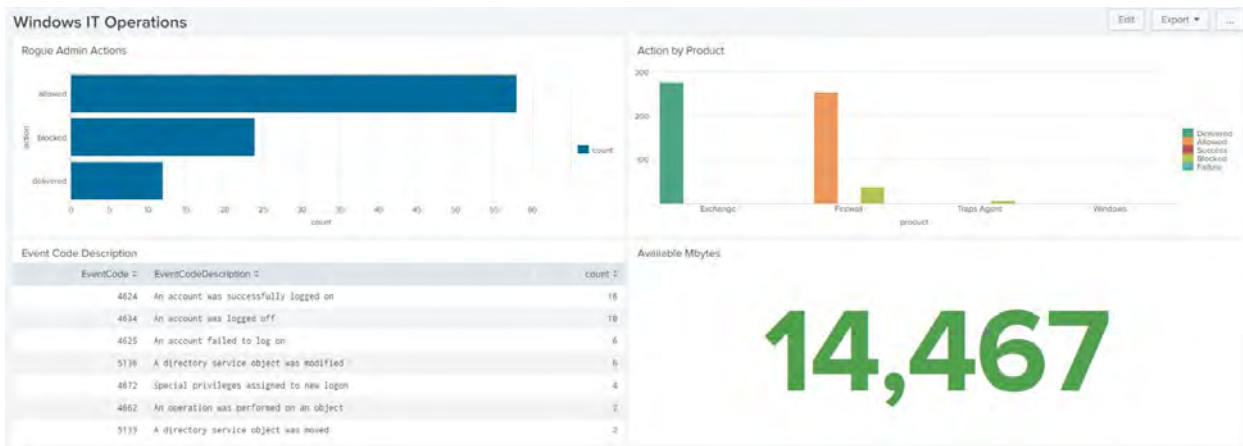 Windows IT Operations
Edit Export ...
Rogue Admin Actions
allowed
blocked
delivered
action
0 5 10 15 20 25 30 35 40 45 50 55 60
count
count
Action by Product
300
200
100
Exchange Firewall Traps Agent Windows
product
Delivered
Allowed
Success
Blocked
Failure
Event Code Description
EventCode EventCodeDescription count
4624 An account was successfully logged on
4634 An account was logged off
4625 An account failed to log on 6
5136 A directory service object was modified 6
4672 Special privileges assigned to new logon 4
4662 An operation was performed on an object 2
5139 A directory service object was moved 2
Available Mbytes
14,467